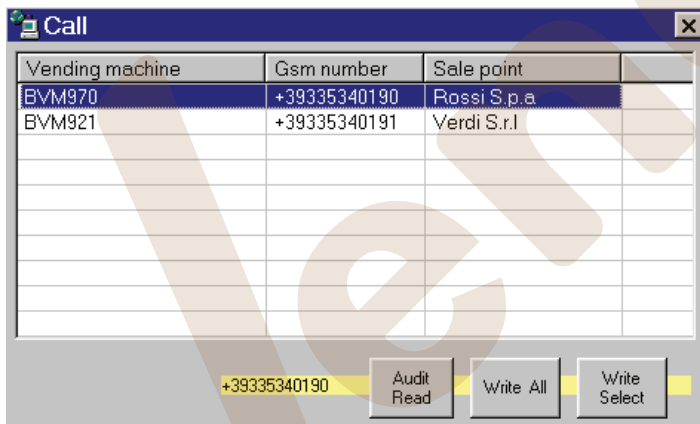 Call
Vending machine Gsm number Sale point
BVM970 +39335340190 Rossi S.p.a
BVM921 +39335340191 Verdi S.r.l
+39335340190 Audit Read Write All Write Select